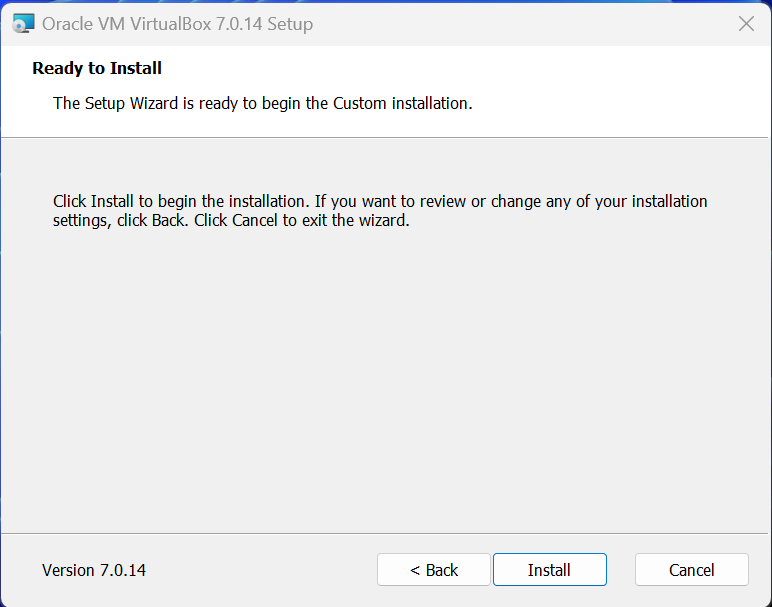 Oracle VM VirtualBox 7.0.14 Setup
Ready to Install
The Setup Wizard is ready to begin the Custom installation.
Click Install to begin the installation. If you want to review or change any of your installation
settings, click Back. Click Cancel to exit the wizard.
Version 7.0.14
< Back
Install
Cancel